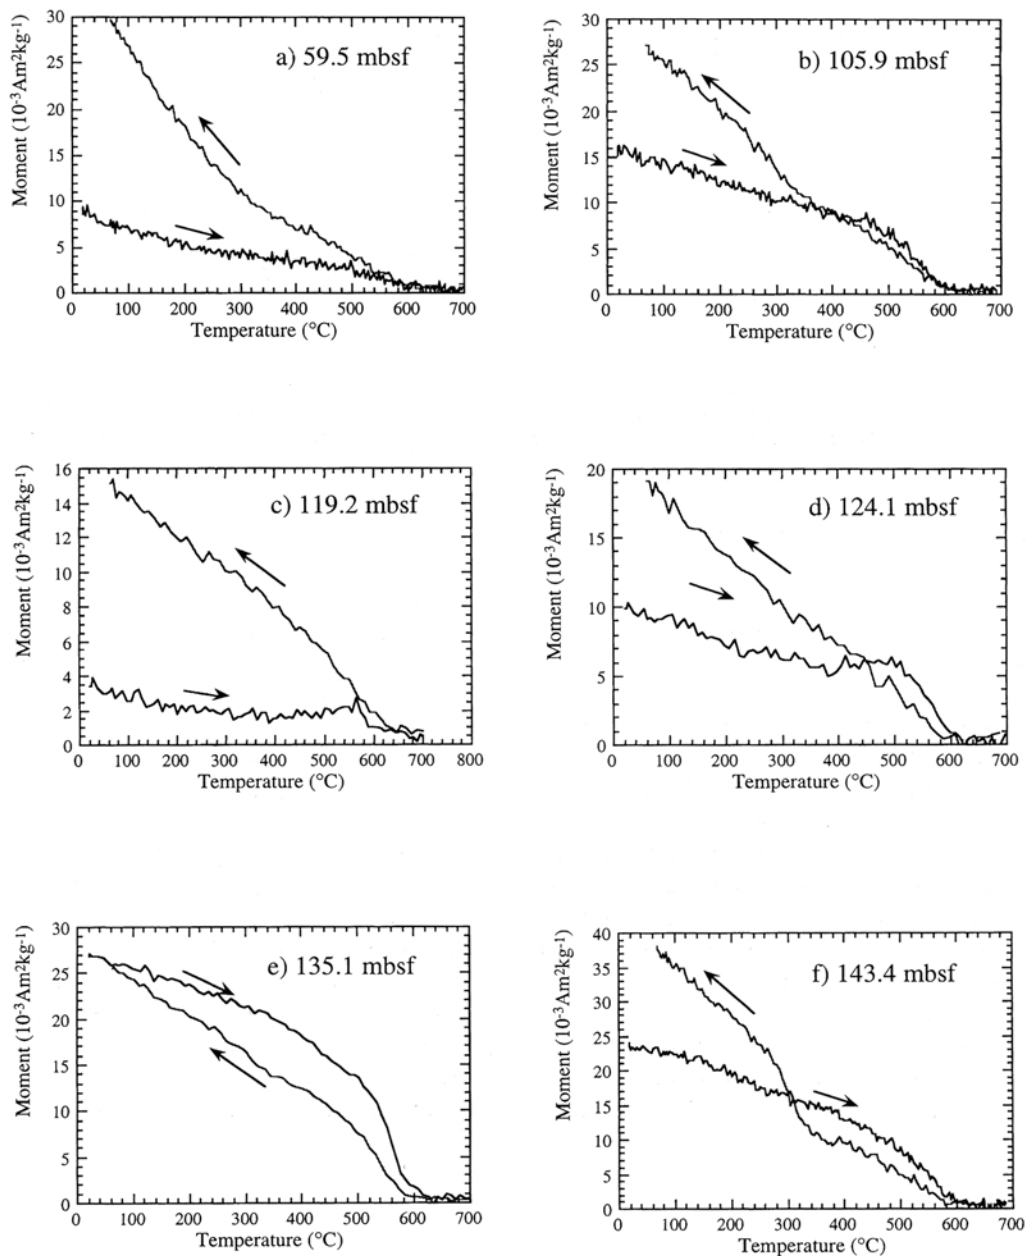 a) 59.5 mbsf
Moment (10-3Am2kg-1)
30
25
20
15
10
5
0
0 100 200 300 400 500 600 700
Temperature (°C)
b) 105.9 mbsf
Moment (10-3Am2kg-1)
30
25
20
15
10
5
0
0 100 200 300 400 500 600 700
Temperature (°C)
c) 119.2 mbsf
Moment (10-3Am2kg-1)
16
14
12
10
8
6
4
2
0
0 100 200 300 400 500 600 700 800
Temperature (°C)
d) 124.1 mbsf
Moment (10-3Am2kg-1)
20
15
10
5
0
0 100 200 300 400 500 600 700
Temperature (°C)
e) 135.1 mbsf
Moment (10-3Am2kg-1)
30
25
20
15
10
5
0
0 100 200 300 400 500 600 700
Temperature (°C)
f) 143.4 mbsf
Moment (10-3Am2kg-1)
40
35
30
25
20
15
10
5
0
0 100 200 300 400 500 600 700
Temperature (°C)